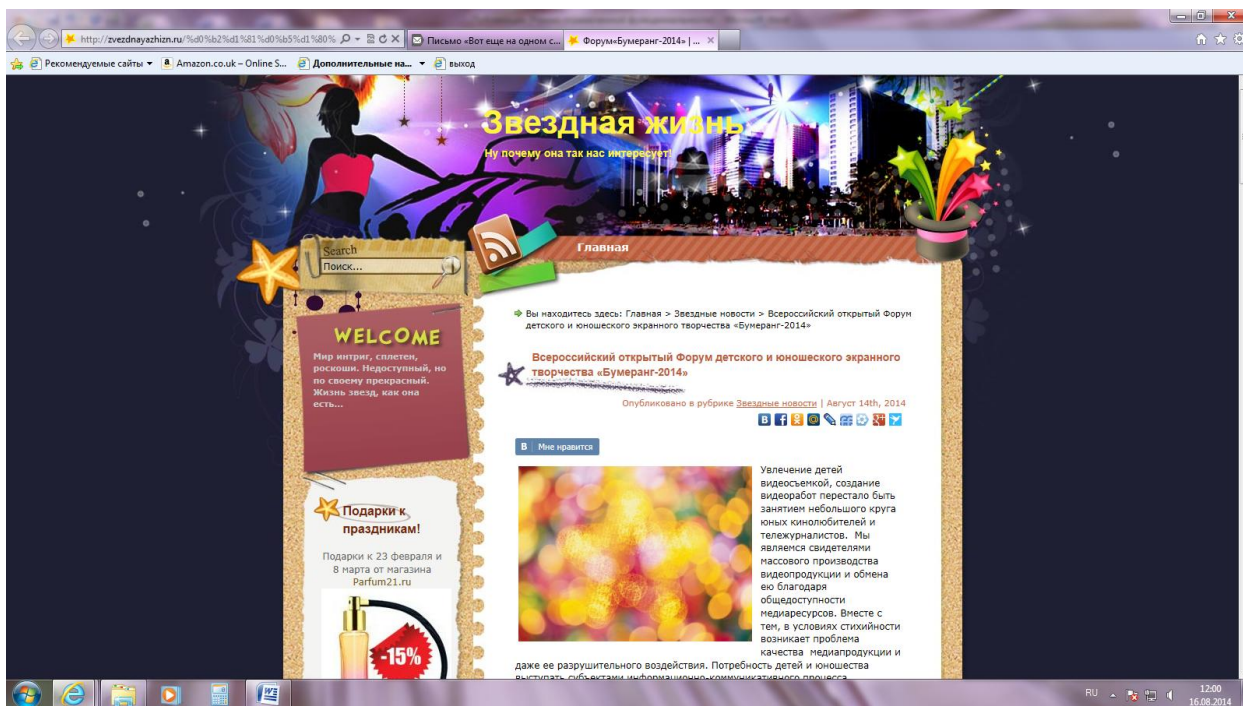 http://zvezdnayazhizn.ru/%d0%b2%d1%81%d0%b5%d1%80%
Письмо «Вот еще на одном с...
Форум«Бумеранг-2014» | ...
Рекомендуемые сайты
Amazon.co.uk – Online S...
Дополнительные на...
выход
Звездная жизнь
Ну почему она так нас интересует!
Search
Поиск...
Главная
Вы находитесь здесь: Главная > Звездные новости > Всероссийский открытый Форум
детского и юношеского экранного творчества «Бумеранг-2014»
WELCOME
Мир интриг, сплетен,
роскоши. Недоступный, но
по своему прекрасный.
Жизнь звезд, как она
есть...
Всероссийский открытый Форум детского и юношеского экранного
творчества «Бумеранг-2014»
Опубликовано в рубрике Звездные новости | Август 14th, 2014
В Мне нравится
Увлечение детей
видеосъемкой, создание
видеоработ перестало быть
занятием небольшого круга
юных кинолюбителей и
тележурналистов. Мы
являемся свидетелями
массового производства
видеопродукции и обмена
ею благодаря
общедоступности
медиаресурсов. Вместе с
тем, в условиях стихийности
возникает проблема
качества медиапродукции и
даже ее разрушительного воздействия. Потребность детей и юношества
выступать субъектами информационно-коммуникативного процесса
Подарки к
праздникам!
Подарки к 23 февраля и
8 марта от магазина
Parfum21.ru
-15%
RU
12:00
16.08.2014